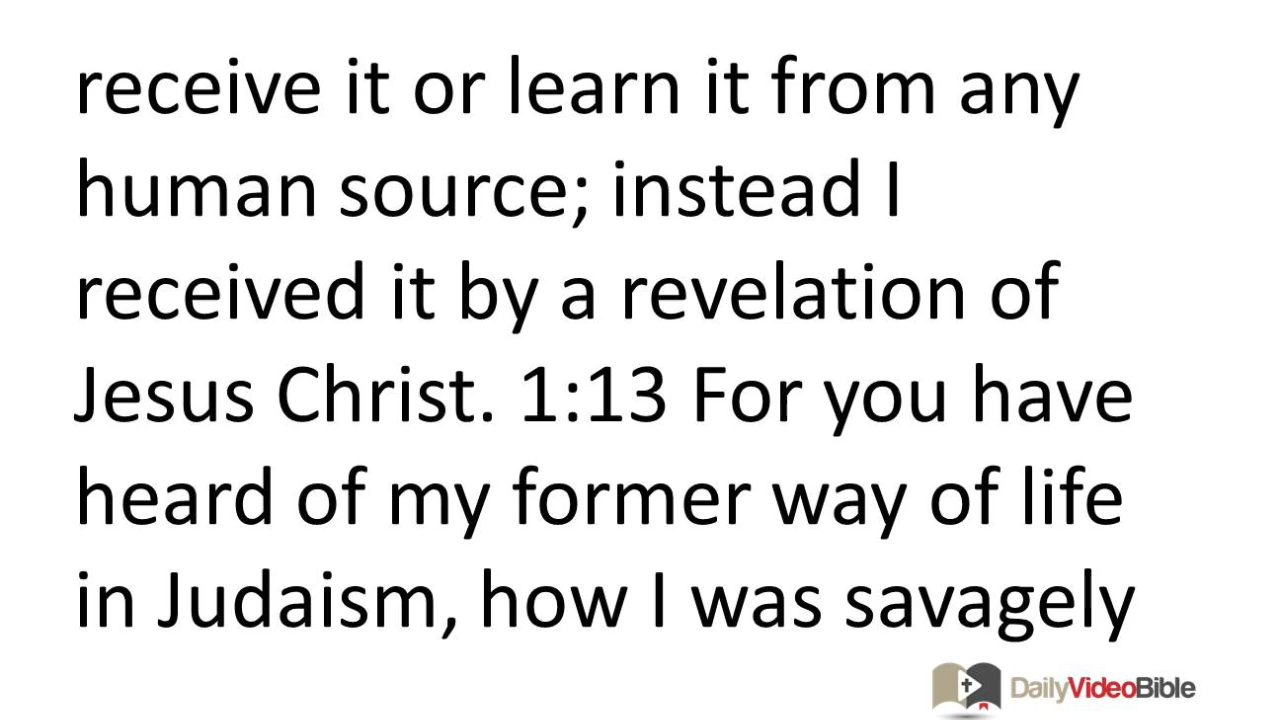 receive it or learn it from any
human source; instead I
received it by a revelation of
Jesus Christ. 1:13 For you have
heard of my former way of life
in Judaism, how I was savagely
DailyVideoBible